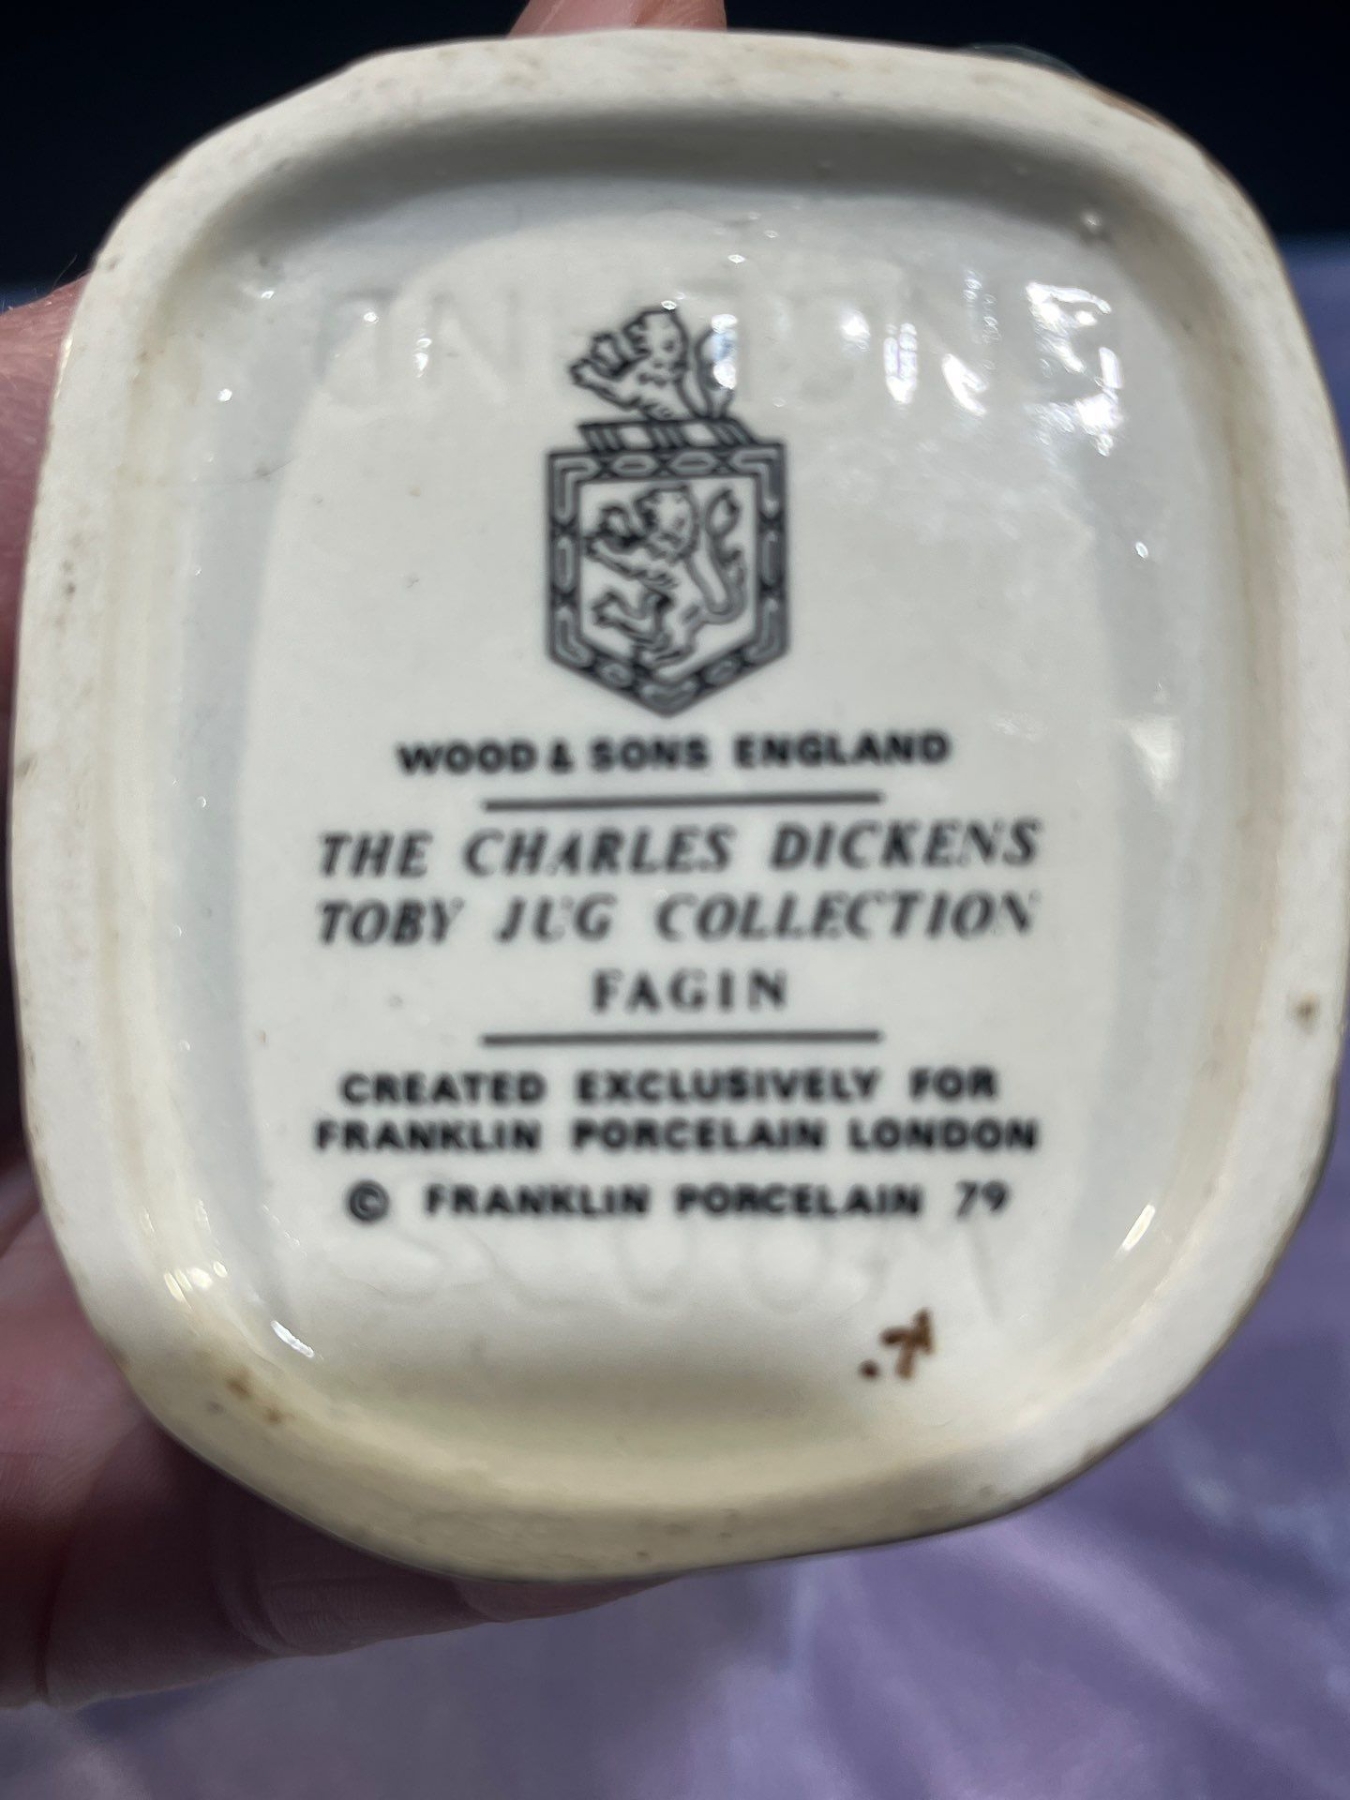 WOOD & SONS ENGLAND
THE CHARLES DICKENS
TOBY JUG COLLECTION
FAGIN
CREATED EXCLUSIVELY FOR
FRANKLIN PORCELAIN LONDON
© FRANKLIN PORCELAIN 79